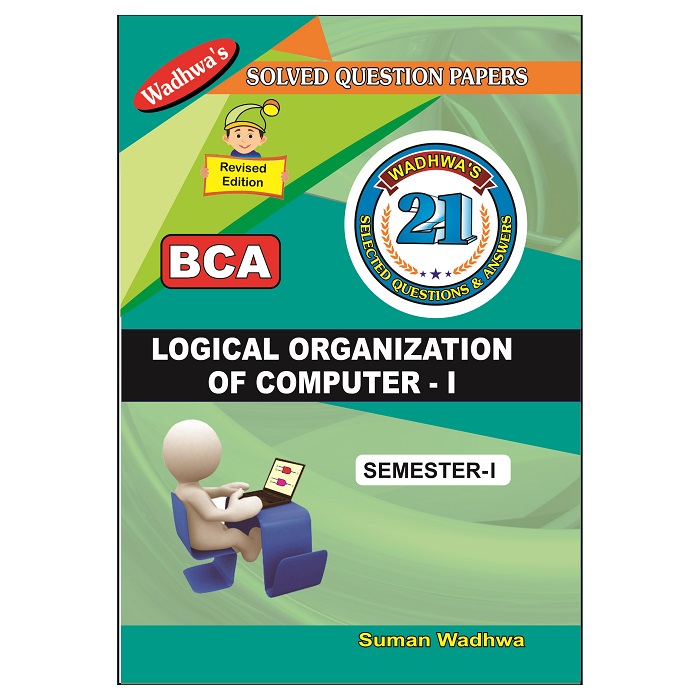 Wadhwa's
SOLVED QUESTION PAPERS
Revised
Edition
WADHWA'S
21
SELECTED QUESTIONS & ANSWERS
BCA
LOGICAL ORGANIZATION
OF COMPUTER - I
SEMESTER-I
Suman Wadhwa